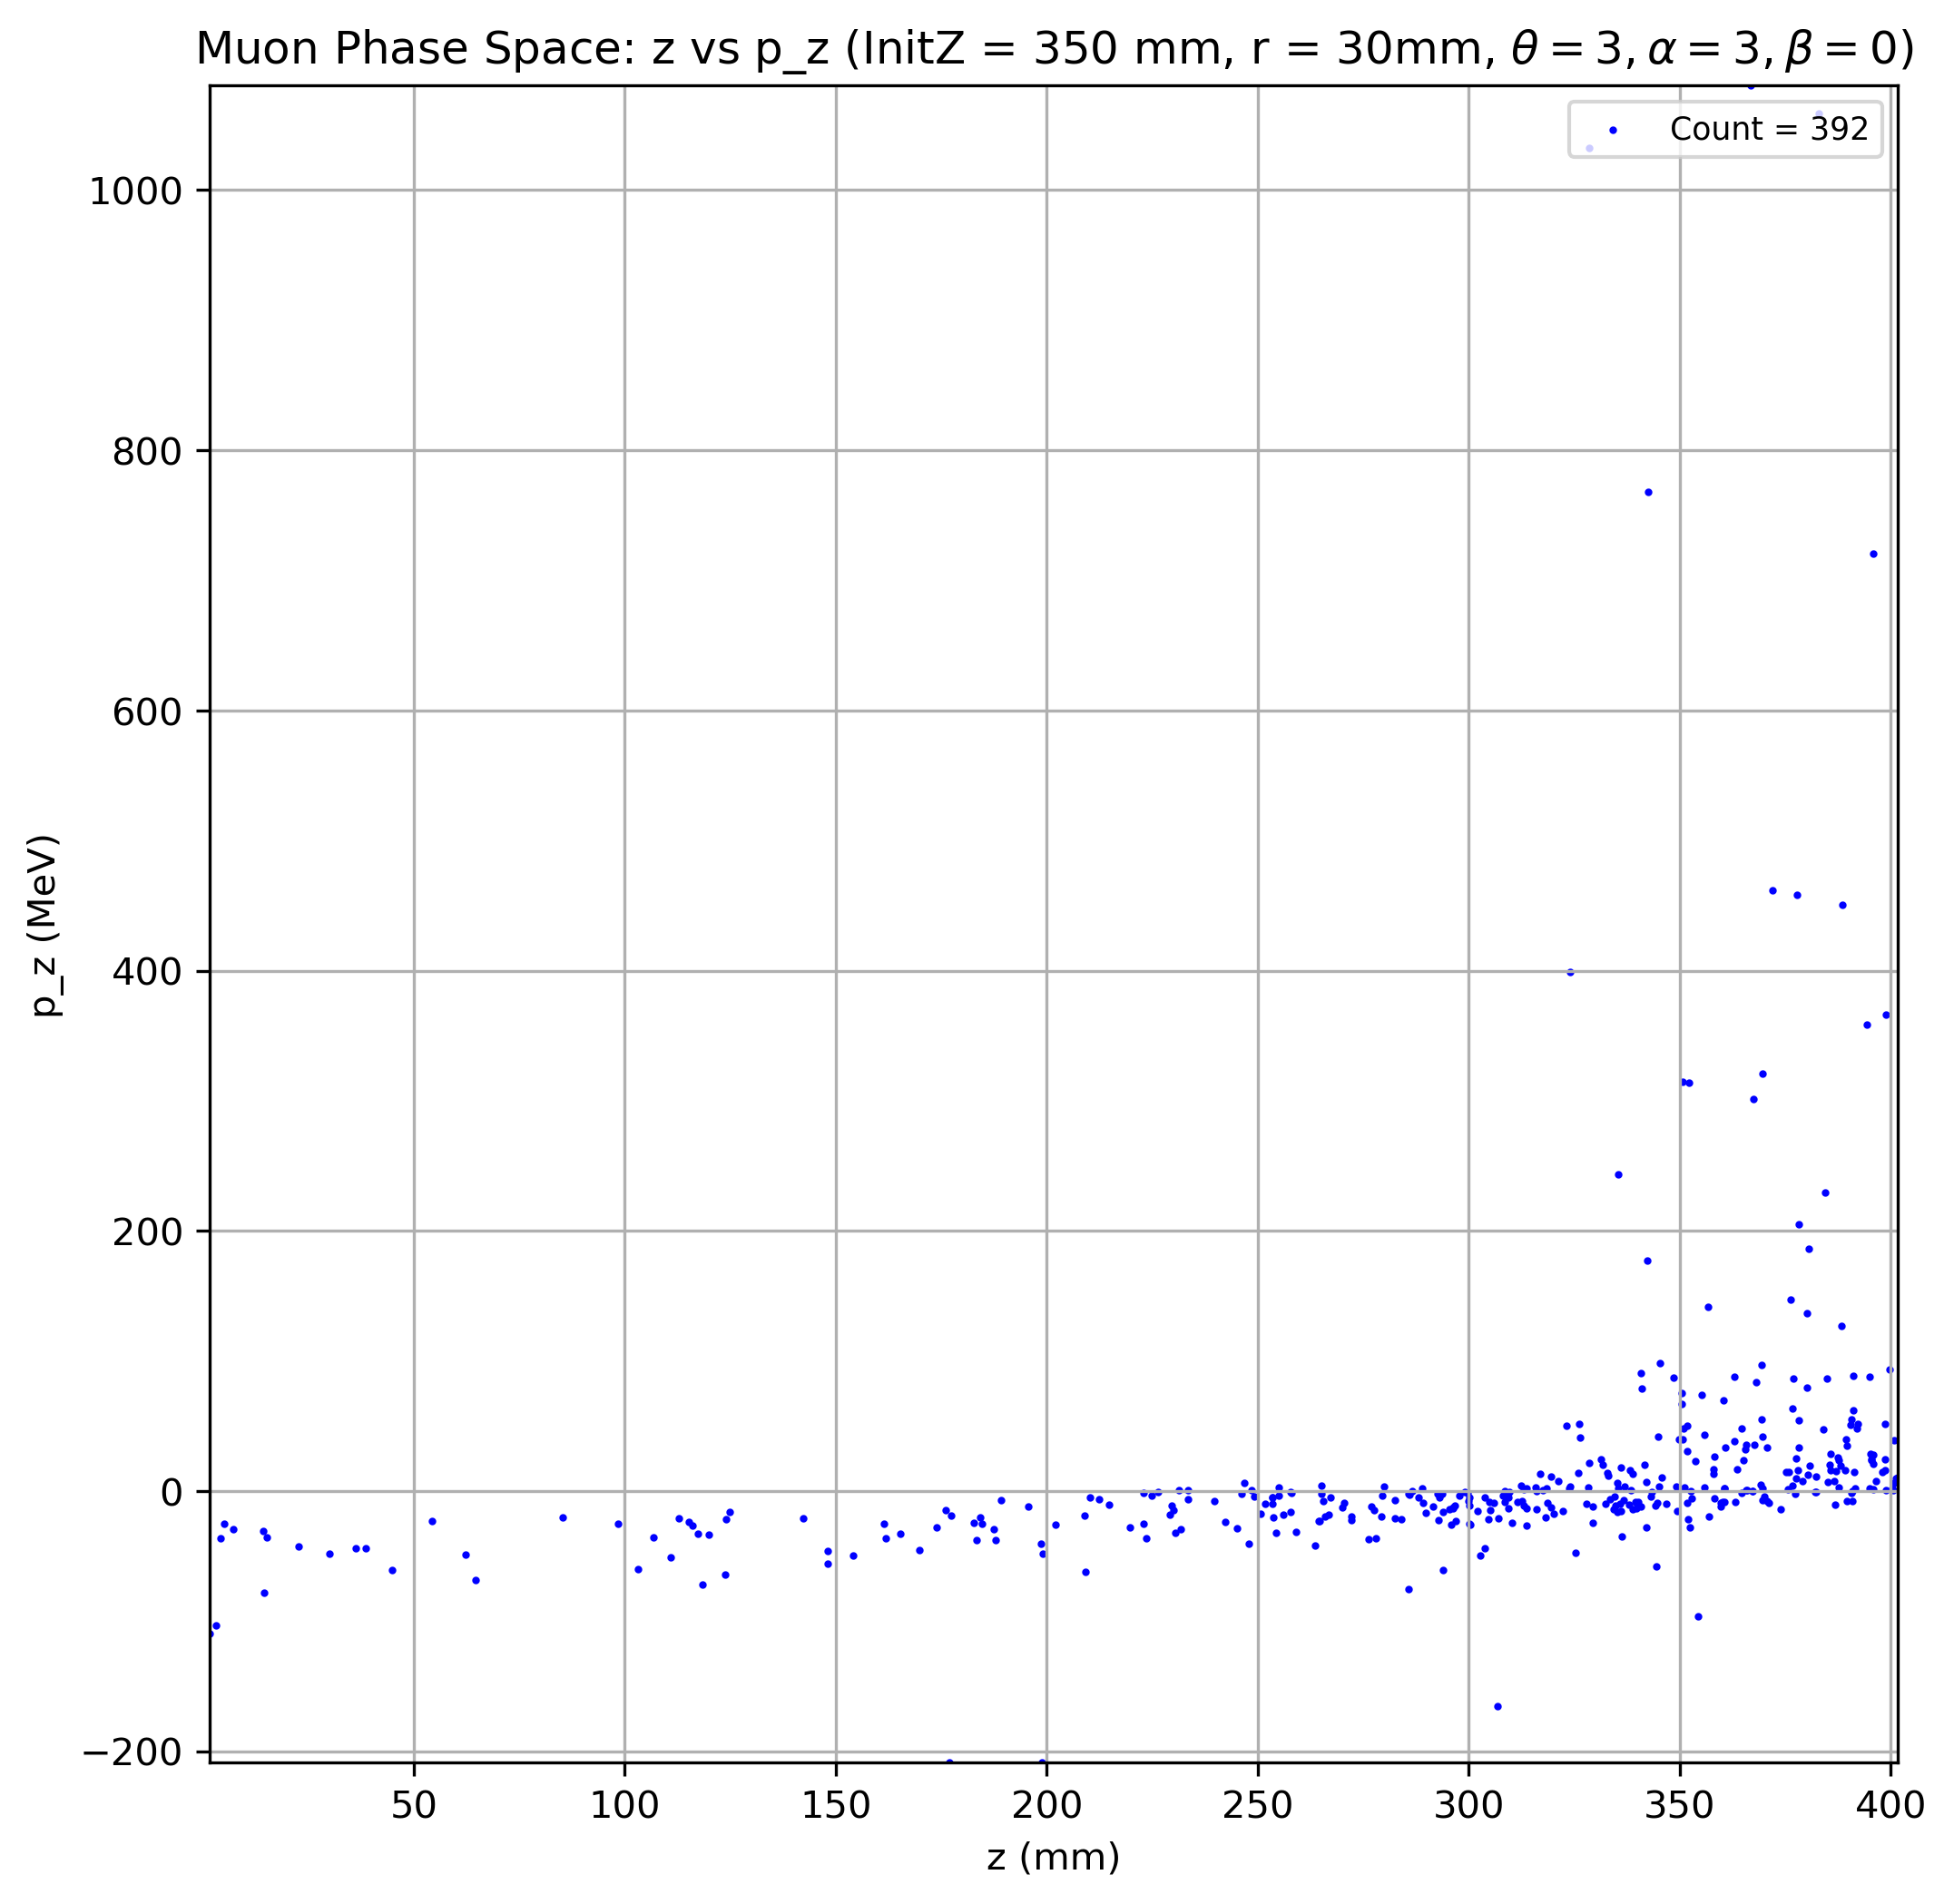 Muon Phase Space: z vs p_z (InitZ = 350 mm, r = 30mm, θ = 3, α = 3, β = 0)
Count = 392
1000
800
600
400
200
0
−200
p_z (MeV)
50 100 150 200 250 300 350 400
z (mm)